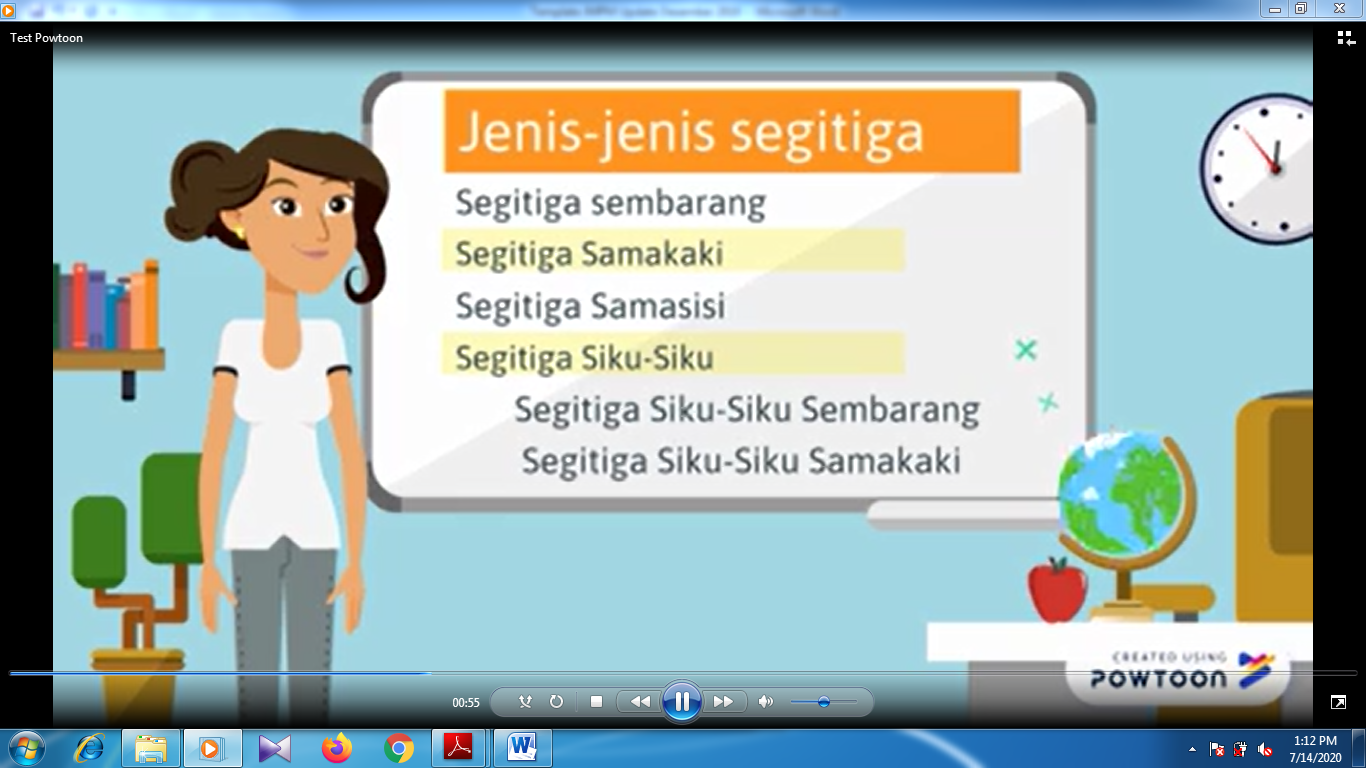 Test Powtoon
Jenis-jenis segitiga
Segitiga sembarang
Segitiga Samakaki
Segitiga Samasisi
Segitiga Siku-Siku
Segitiga Siku-Siku Sembarang
Segitiga Siku-Siku Samakaki
CREATED USING
POWTOON
00:55
1:12 PM
7/14/2020